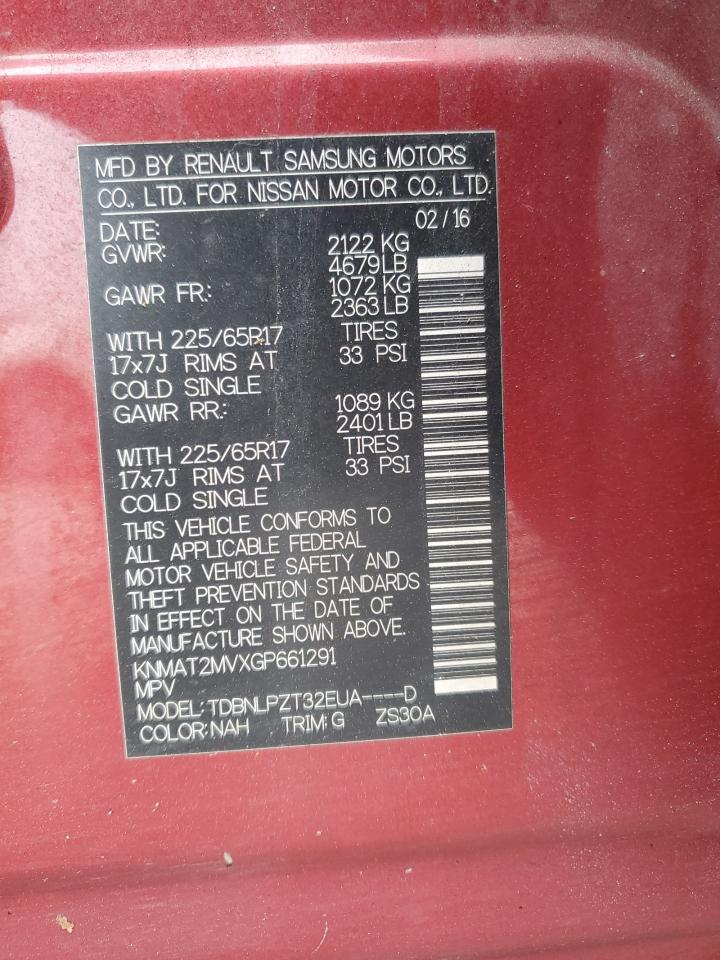 MFD BY RENAULT SAMSUNG MOTORS
CO., LTD. FOR NISSAN MOTOR CO., LTD.
DATE: 02/16
GVWR: 2122 KG
4679 LB
GAWR FR.: 1072 KG
2363 LB
WITH 225/65R17 TIRES
17x7J RIMS AT 33 PSI
COLD SINGLE
GAWR RR.: 1089 KG
2401 LB
WITH 225/65R17 TIRES
17x7J RIMS AT 33 PSI
COLD SINGLE
THIS VEHICLE CONFORMS TO
ALL APPLICABLE FEDERAL
MOTOR VEHICLE SAFETY AND
THEFT PREVENTION STANDARDS
IN EFFECT ON THE DATE OF
MANUFACTURE SHOWN ABOVE.
KNMAT2MVXGP661291
MPV
MODEL: TDBNLPZT32EUA----D
COLOR: NAH TRIM: G ZS30A